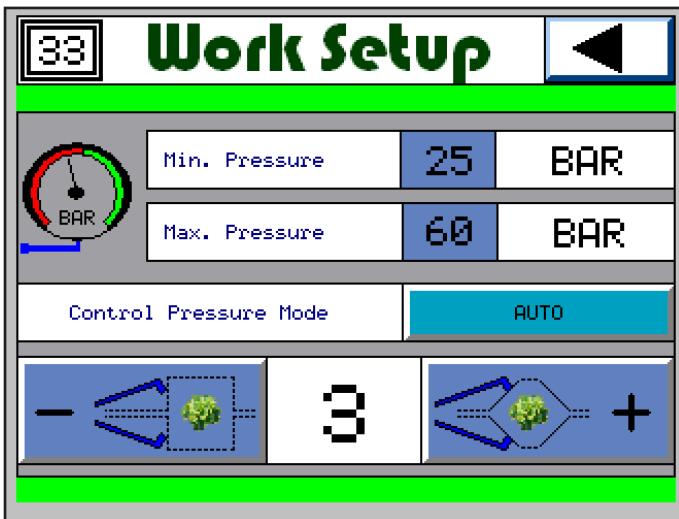 33 Work Setup
Min. Pressure 25 BAR
BAR
Max. Pressure 60 BAR
Control Pressure Mode AUTO
- 3 +